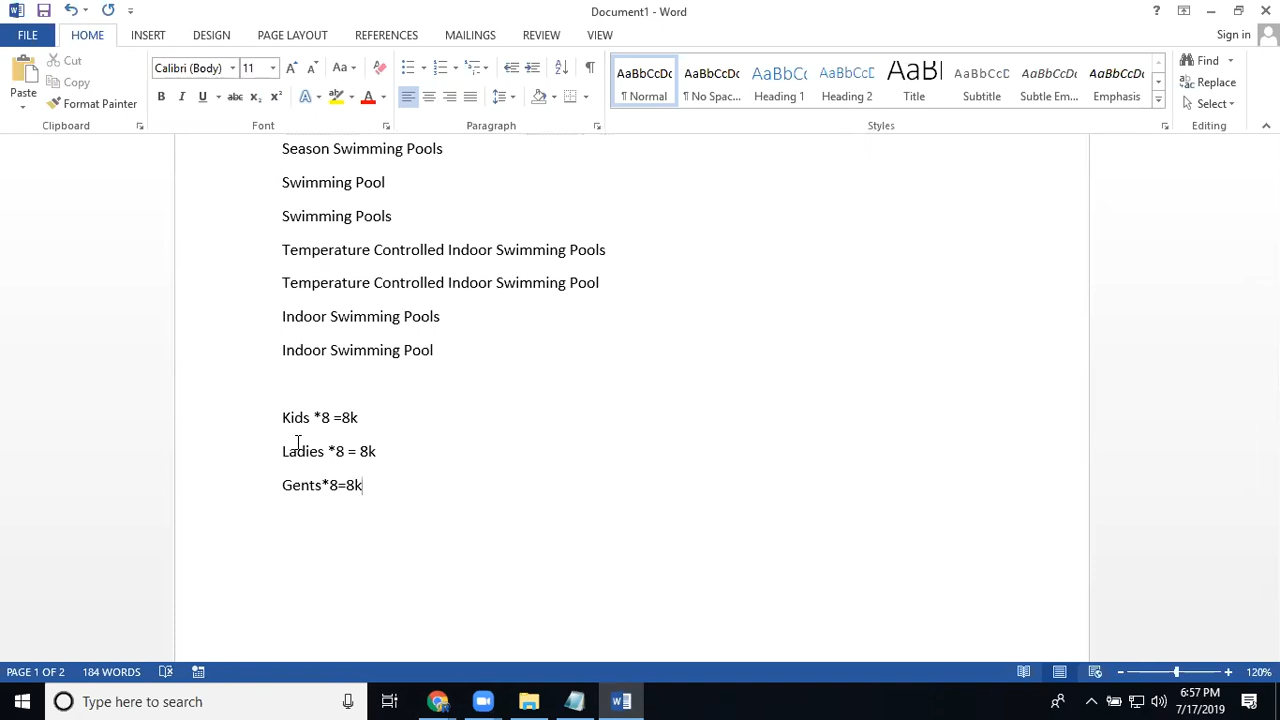 Document1 - Word
?
FILE
HOME
INSERT
DESIGN
PAGE LAYOUT
REFERENCES
MAILINGS
REVIEW
VIEW
Sign in
Paste
Cut
Copy
Format Painter
Clipboard
Calibri (Body)
11
Aa
B I U abc x₂ x²
A
A
Font
Paragraph
AaBbCcDc
¶ Normal
AaBbCcDc
¶ No Spac...
AaBbCc
Heading 1
AaBbCcE
Heading 2
AaBl
Title
AaBbCcD
Subtitle
AaBbCcDc
Subtle Em...
AaBbCcDc
Emphasis
Styles
Find
Replace
Select
Editing
Season Swimming Pools
Swimming Pool
Swimming Pools
Temperature Controlled Indoor Swimming Pools
Temperature Controlled Indoor Swimming Pool
Indoor Swimming Pools
Indoor Swimming Pool
Kids *8 =8k
Ladies *8 = 8k
Gents*8=8k
PAGE 1 OF 2
184 WORDS
120%
Type here to search
6:57 PM
7/17/2019